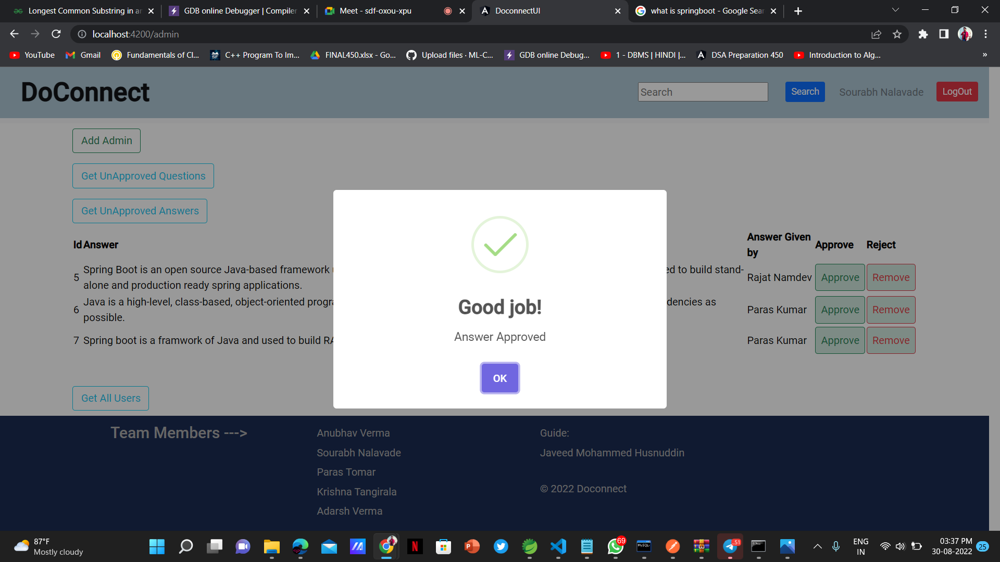 Longest Common Substring in an
GDB online Debugger | Compiler
Meet - sdf-oxou-xpu
DoconnectUI
what is springboot - Google Sear
localhost:4200/admin
YouTube
Gmail
Fundamentals of Cl...
C++ Program To Im...
FINAL450.xlsx - Go...
Upload files · ML-C...
GDB online Debug...
1 - DBMS | HINDI |...
DSA Preparation 450
Introduction to Alg...
»
DoConnect
Search
Search
Sourabh Nalavade
LogOut
Add Admin
Get UnApproved Questions
Get UnApproved Answers
Id Answer
Answer Given
by
Approve
Reject
5
Spring Boot is an open source Java-based framework
ed to build stand-
alone and production ready spring applications.
Rajat Namdev
Approve
Remove
6
Java is a high-level, class-based, object-oriented progra
dencies as
possible.
Paras Kumar
Approve
Remove
7
Spring boot is a framwork of Java and used to build RA
Paras Kumar
Approve
Remove
Good job!
Answer Approved
OK
Get All Users
Team Members --->
Anubhav Verma
Sourabh Nalavade
Paras Tomar
Krishna Tangirala
Adarsh Verma
Guide:
Javeed Mohammed Husnuddin
© 2022 Doconnect
87°F
Mostly cloudy
69
..51
ENG
IN
03:37 PM
30-08-2022
25